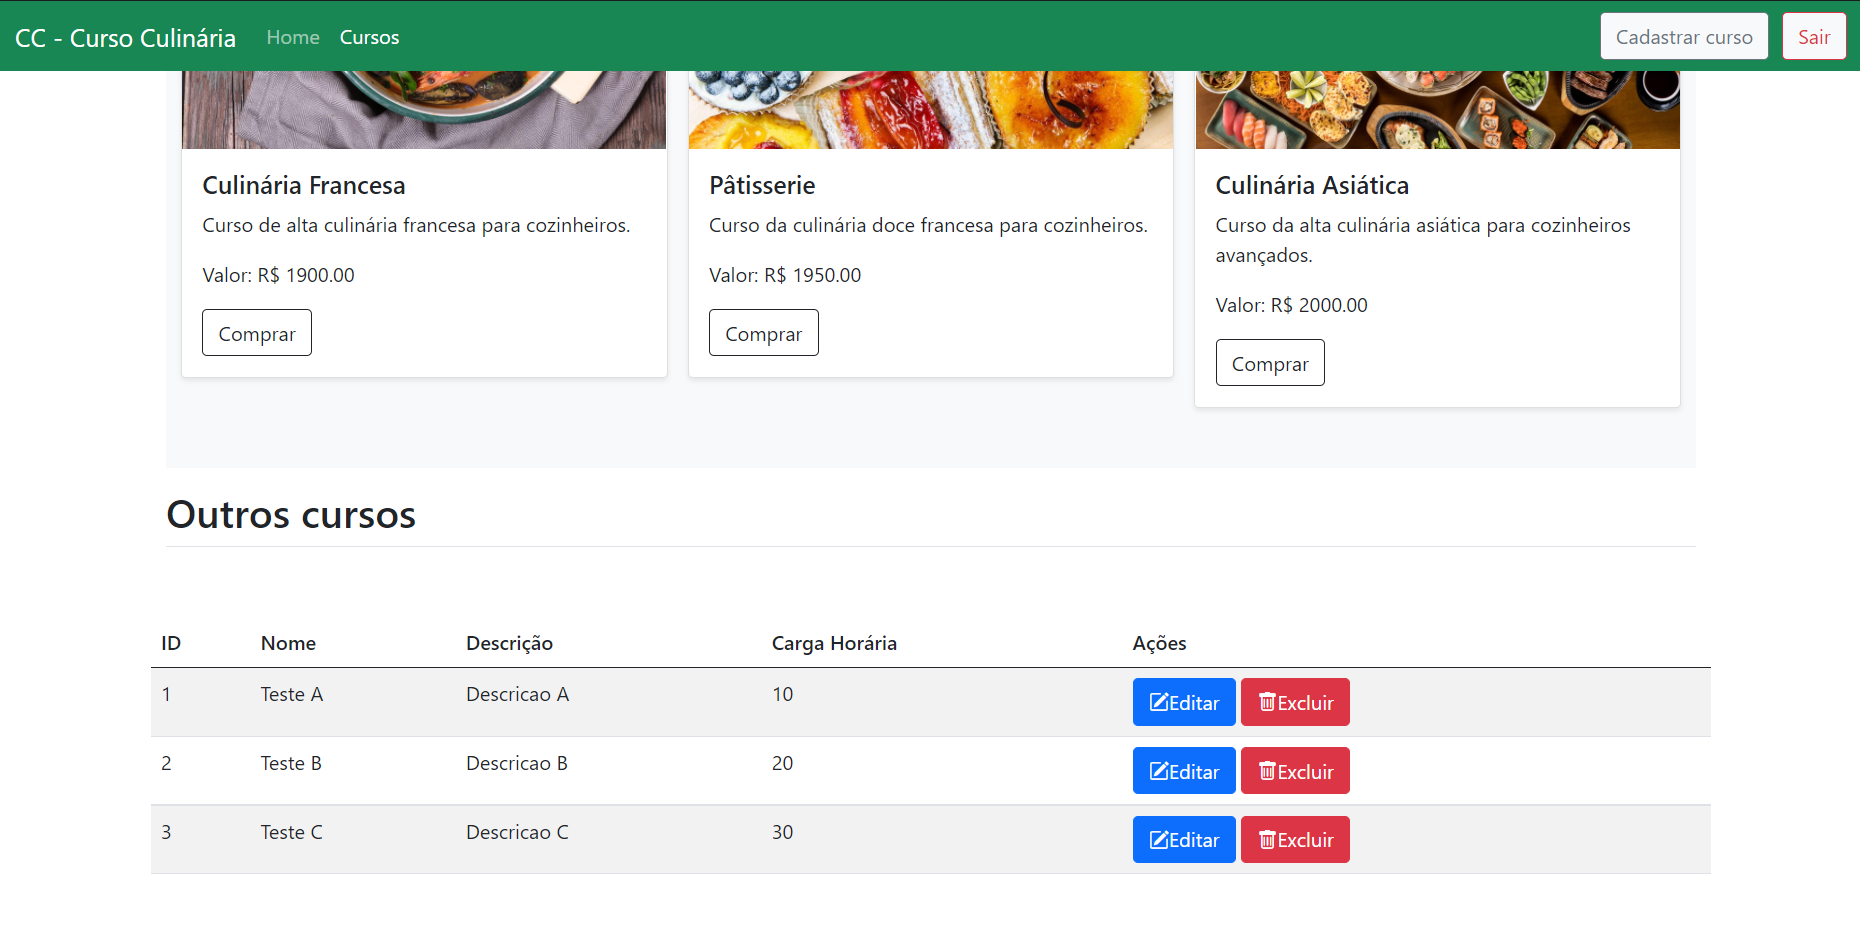 CC - Curso Culinária Home Cursos Cadastrar curso Sair
Culinária Francesa
Curso de alta culinária francesa para cozinheiros.
Valor: R$ 1900.00
Comprar
Pâtisserie
Curso da culinária doce francesa para cozinheiros.
Valor: R$ 1950.00
Comprar
Culinária Asiática
Curso da alta culinária asiática para cozinheiros
avançados.
Valor: R$ 2000.00
Comprar
Outros cursos
ID Nome Descrição Carga Horária Ações
1 Teste A Descricao A 10 Editar Excluir
2 Teste B Descricao B 20 Editar Excluir
3 Teste C Descricao C 30 Editar Excluir